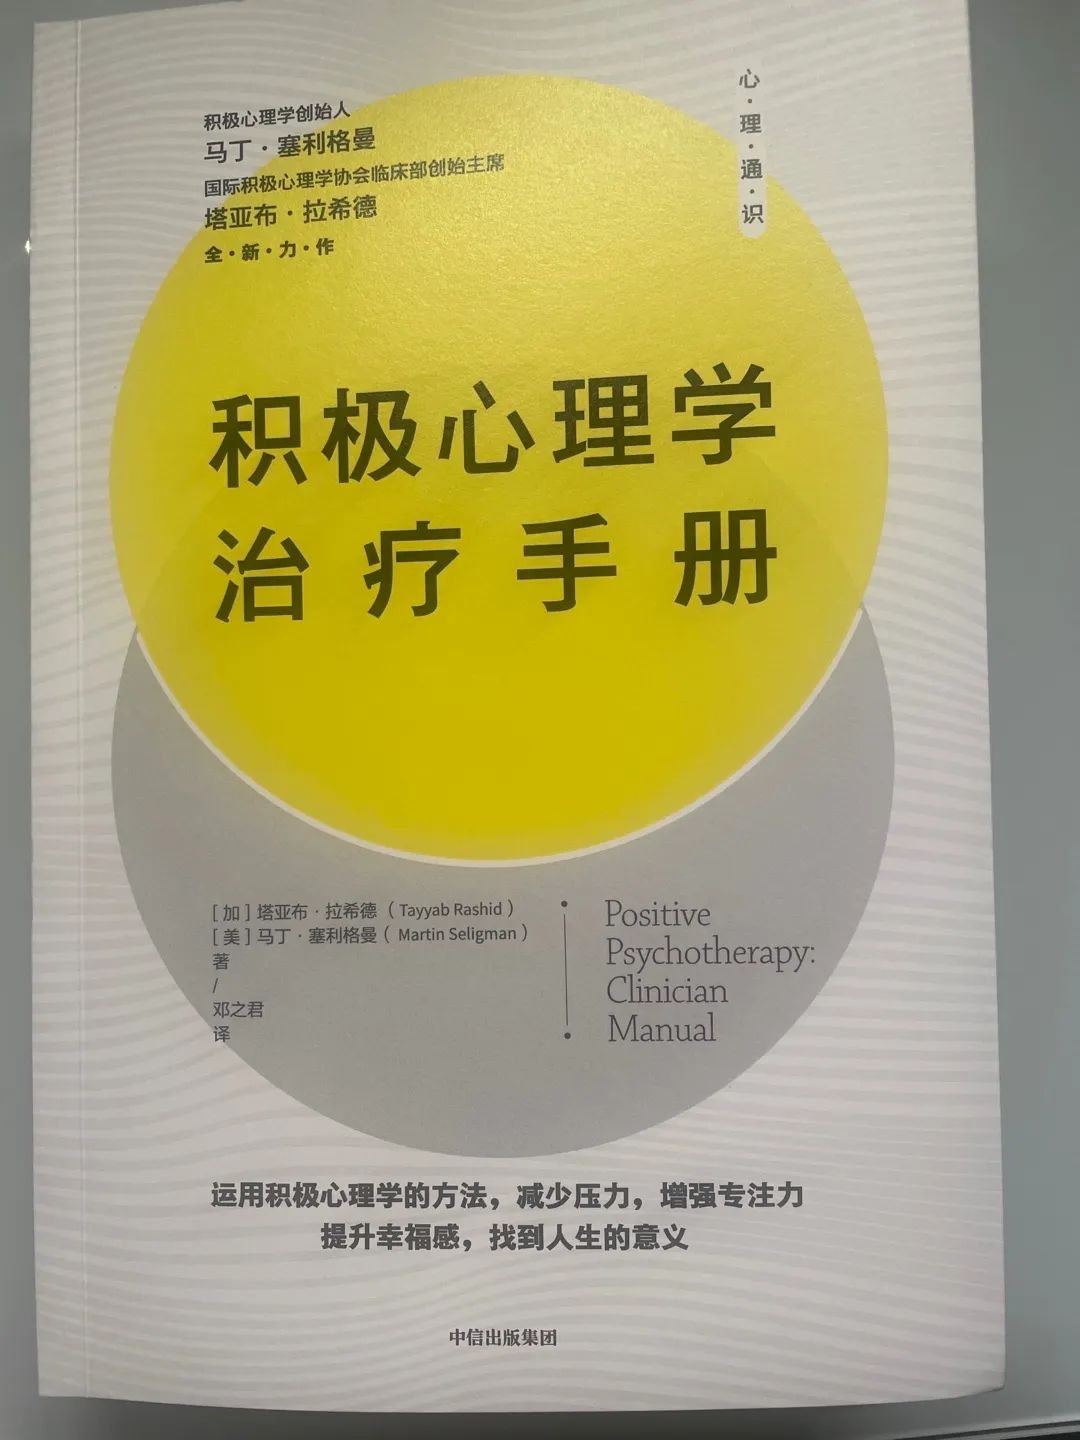 积极心理学创始人
马丁·塞利格曼
国际积极心理学协会临床部创始主席
塔亚布·拉希德
全·新·力·作
心·理·通·识
积极心理学
治疗手册
[加]塔亚布·拉希德（Tayyab Rashid）
[美]马丁·塞利格曼（Martin Seligman）
著
/
邓之君
译
Positive
Psychotherapy:
Clinician
Manual
运用积极心理学的方法，减少压力，增强专注力
提升幸福感，找到人生的意义
中信出版集团